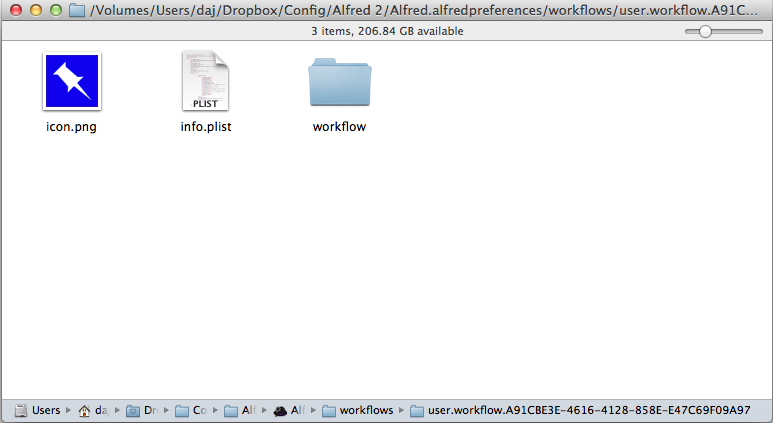 /Volumes/Users/daj/Dropbox/Config/Alfred 2/Alfred.alfredpreferences/workflows/user.workflow.A91C...
3 items, 206.84 GB available
PLIST
icon.png info.plist workflow
Users daj Dr Co Alf Alf workflows user.workflow.A91CBE3E-4616-4128-858E-E47C69F09A97